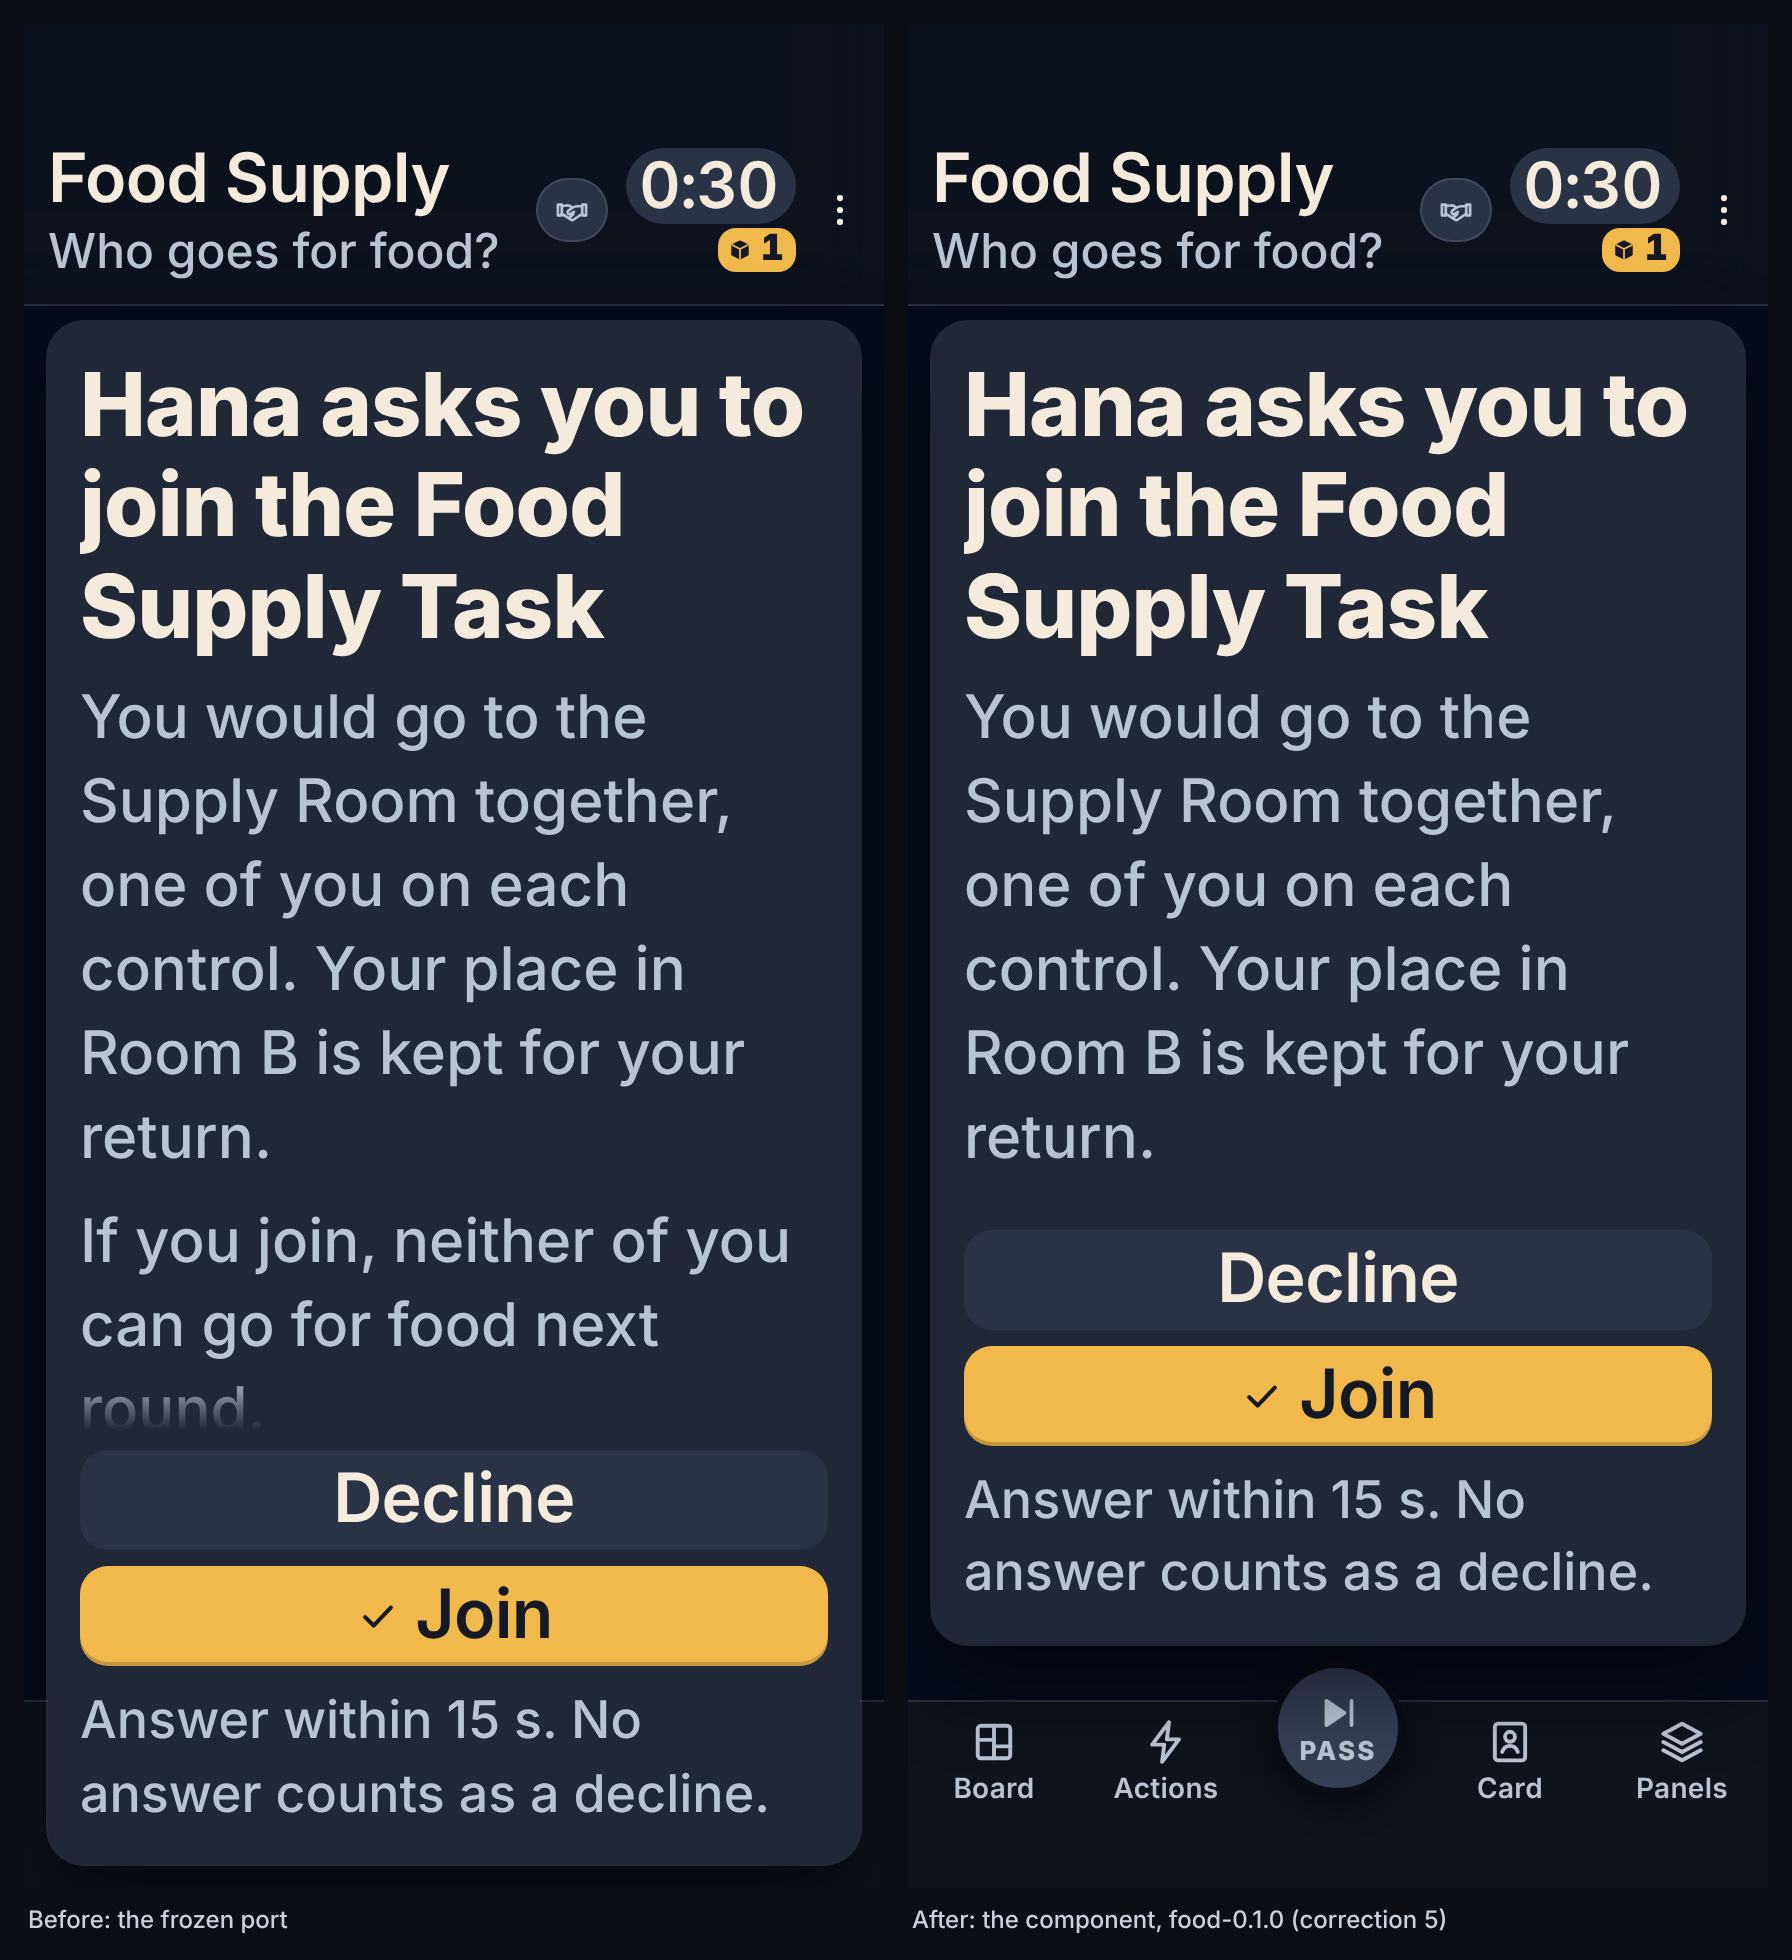 Food Supply
Who goes for food?
0:30
1
Hana asks you to
join the Food
Supply Task
You would go to the
Supply Room together,
one of you on each
control. Your place in
Room B is kept for your
return.
If you join, neither of you
can go for food next
round.
Decline
Join
Answer within 15 s. No
answer counts as a decline.
Before: the frozen port
Food Supply
Who goes for food?
0:30
1
Hana asks you to
join the Food
Supply Task
You would go to the
Supply Room together,
one of you on each
control. Your place in
Room B is kept for your
return.
Decline
Join
Answer within 15 s. No
answer counts as a decline.
Board
Actions
PASS
Card
Panels
After: the component, food-0.1.0 (correction 5)